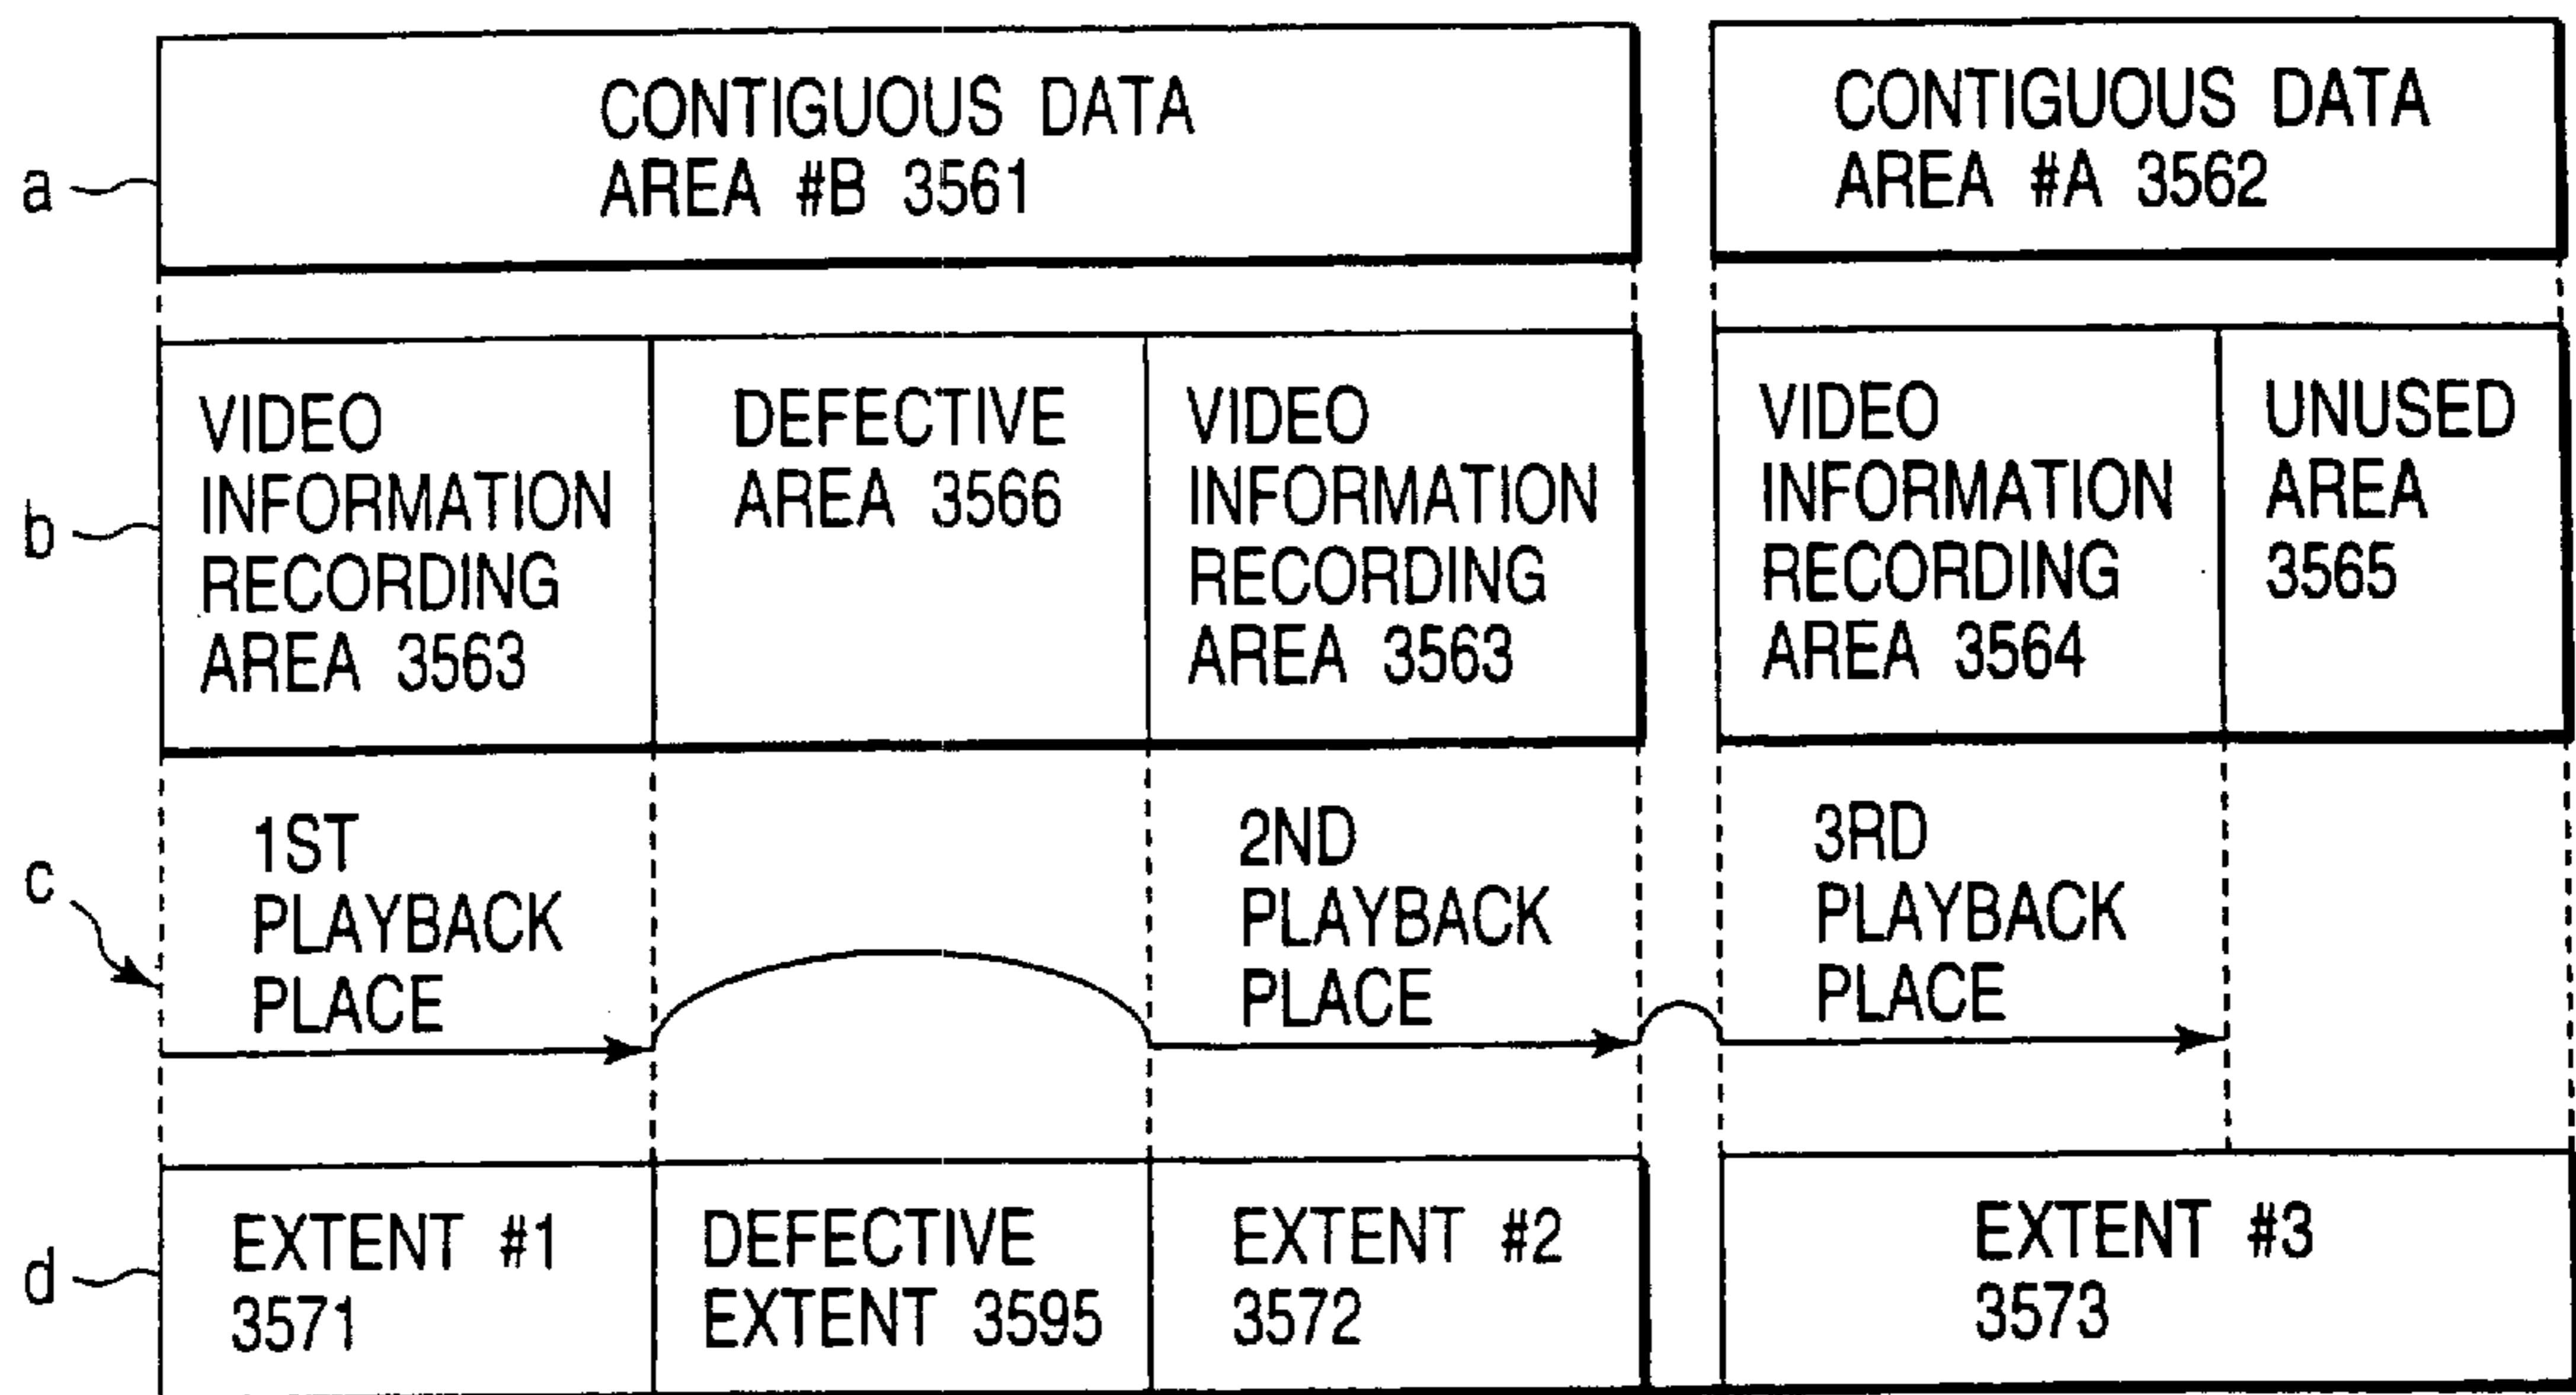 a
CONTIGUOUS DATA
AREA #B 3561
CONTIGUOUS DATA
AREA #A 3562
b
VIDEO
INFORMATION
RECORDING
AREA 3563
DEFECTIVE
AREA 3566
VIDEO
INFORMATION
RECORDING
AREA 3563
VIDEO
INFORMATION
RECORDING
AREA 3564
UNUSED
AREA
3565
c
1ST
PLAYBACK
PLACE
2ND
PLAYBACK
PLACE
3RD
PLAYBACK
PLACE
d
EXTENT #1
3571
DEFECTIVE
EXTENT 3595
EXTENT #2
3572
EXTENT #3
3573